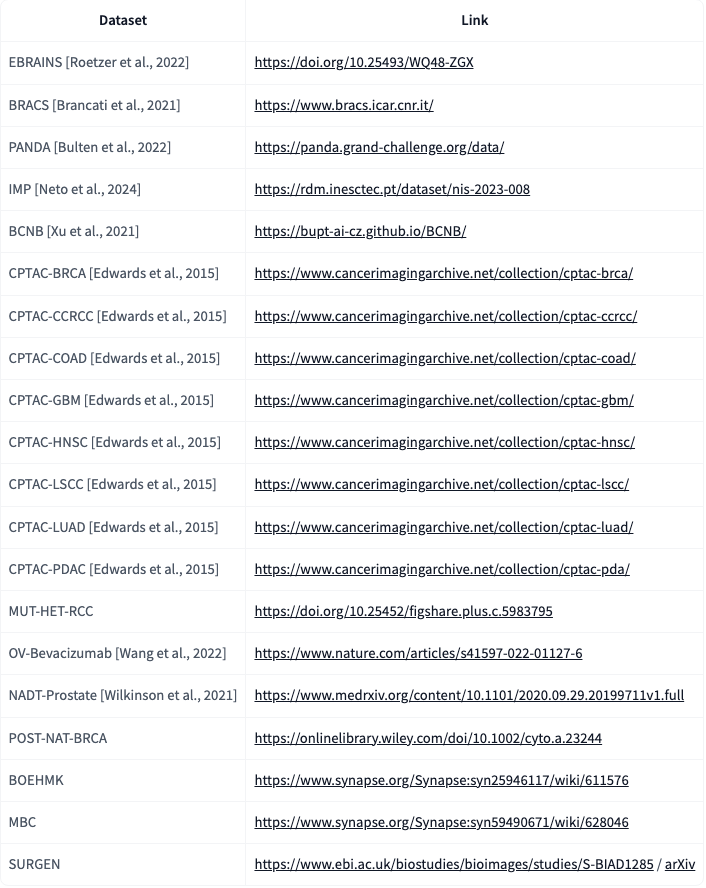 Dataset Link
EBRAINS [Roetzer et al., 2022] https://doi.org/10.25493/WQ48-ZGX
BRACS [Brancati et al., 2021] https://www.bracs.icar.cnr.it/
PANDA [Bulten et al., 2022] https://panda.grand-challenge.org/data/
IMP [Neto et al., 2024] https://rdm.inesctec.pt/dataset/nis-2023-008
BCNB [Xu et al., 2021] https://bupt-ai-cz.github.io/BCNB/
CPTAC-BRCA [Edwards et al., 2015] https://www.cancerimagingarchive.net/collection/cptac-brca/
CPTAC-CCRCC [Edwards et al., 2015] https://www.cancerimagingarchive.net/collection/cptac-ccrcc/
CPTAC-COAD [Edwards et al., 2015] https://www.cancerimagingarchive.net/collection/cptac-coad/
CPTAC-GBM [Edwards et al., 2015] https://www.cancerimagingarchive.net/collection/cptac-gbm/
CPTAC-HNSC [Edwards et al., 2015] https://www.cancerimagingarchive.net/collection/cptac-hnsc/
CPTAC-LSCC [Edwards et al., 2015] https://www.cancerimagingarchive.net/collection/cptac-lscc/
CPTAC-LUAD [Edwards et al., 2015] https://www.cancerimagingarchive.net/collection/cptac-luad/
CPTAC-PDAC [Edwards et al., 2015] https://www.cancerimagingarchive.net/collection/cptac-pda/
MUT-HET-RCC https://doi.org/10.25452/figshare.plus.c.5983795
OV-Bevacizumab [Wang et al., 2022] https://www.nature.com/articles/s41597-022-01127-6
NADT-Prostate [Wilkinson et al., 2021] https://www.medrxiv.org/content/10.1101/2020.09.29.20199711v1.full
POST-NAT-BRCA https://onlinelibrary.wiley.com/doi/10.1002/cyto.a.23244
BOEHMK https://www.synapse.org/Synapse:syn25946117/wiki/611576
MBC https://www.synapse.org/Synapse:syn59490671/wiki/628046
SURGEN https://www.ebi.ac.uk/biostudies/bioimages/studies/S-BIAD1285 / arXiv